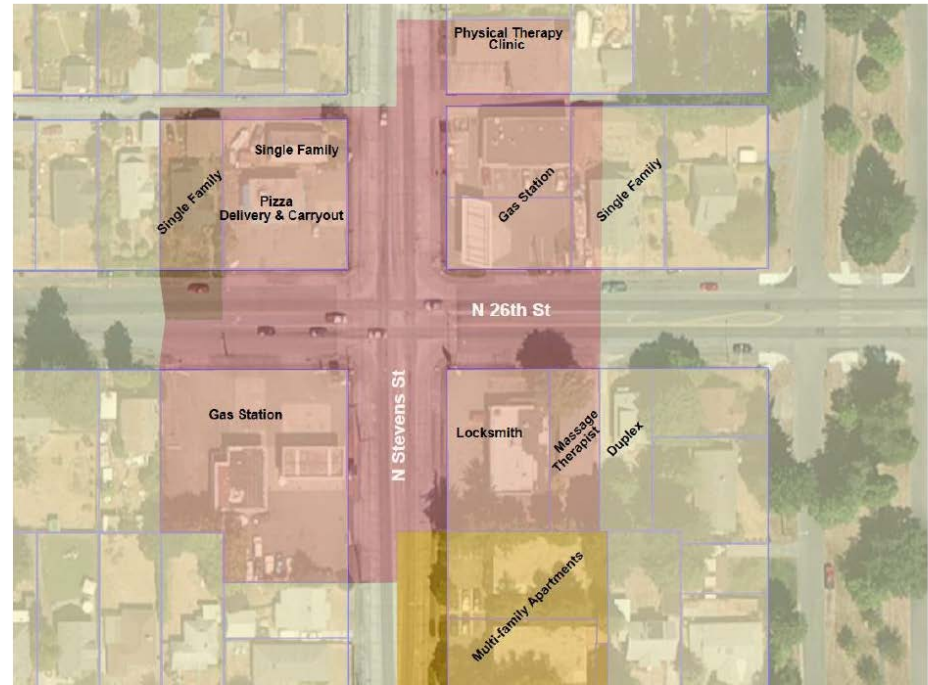 Physical Therapy
Clinic
Single Family
Single Family
Pizza
Delivery & Carryout
Gas Station
Single Family
N 26th St
N Stevens St
Gas Station
Locksmith
Massage
Therapist
Duplex
Multi-family Apartments